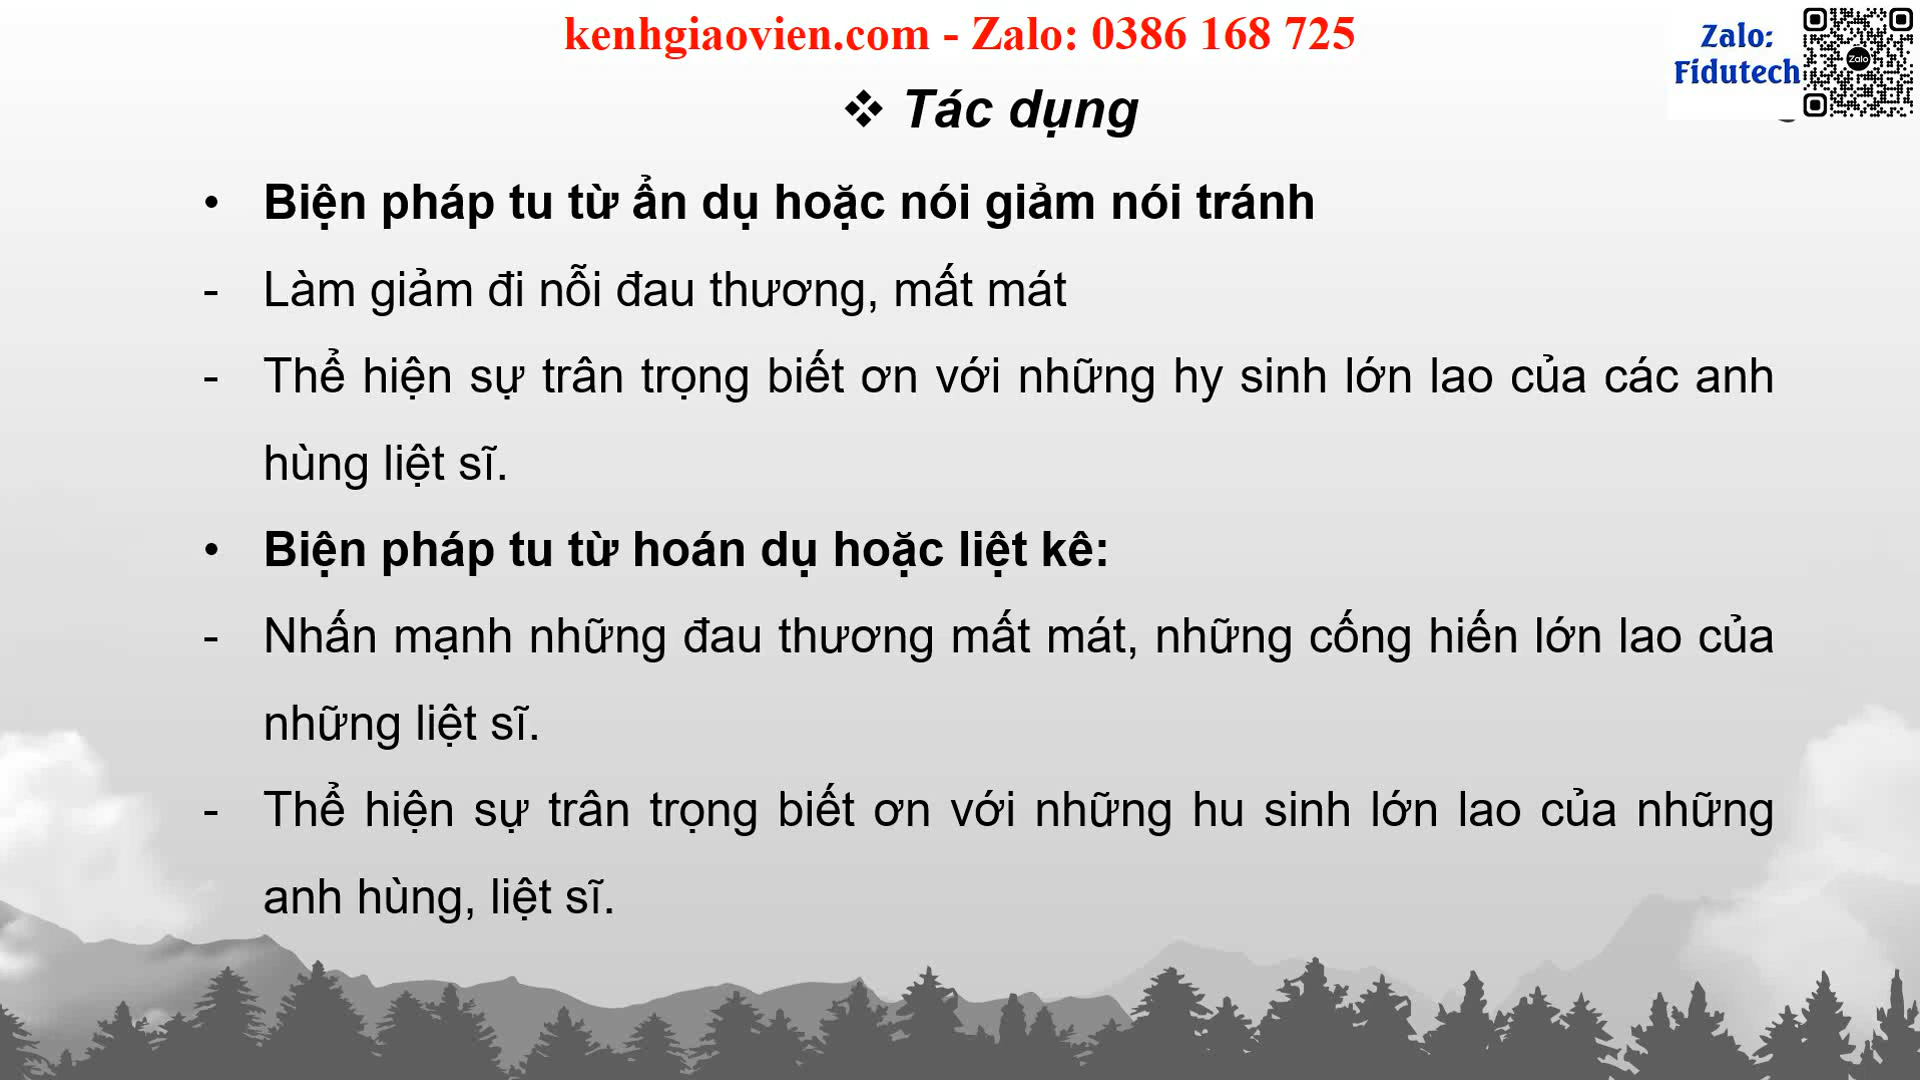 kenhgiaovien.com - Zalo: 0386 168 725
Zalo:
Fidutech
Zalo
❖ Tác dụng
• Biện pháp tu từ ẩn dụ hoặc nói giảm nói tránh
- Làm giảm đi nỗi đau thương, mất mát
- Thể hiện sự trân trọng biết ơn với những hy sinh lớn lao của các anh
hùng liệt sĩ.
• Biện pháp tu từ hoán dụ hoặc liệt kê:
- Nhấn mạnh những đau thương mất mát, những cống hiến lớn lao của
những liệt sĩ.
- Thể hiện sự trân trọng biết ơn với những hu sinh lớn lao của những
anh hùng, liệt sĩ.